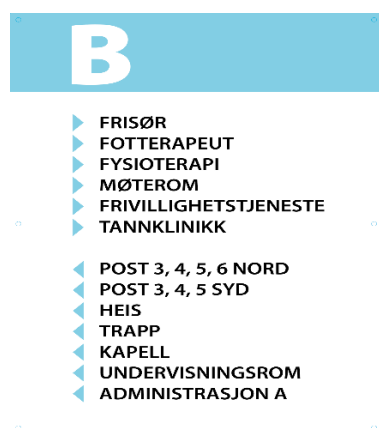 B
FRISØR
FOTTERAPEUT
FYSIOTERAPI
MØTEROM
FRIVILLIGHETSTJENESTE
TANNKLINIKK
POST 3, 4, 5, 6 NORD
POST 3, 4, 5 SYD
HEIS
TRAPP
KAPELL
UNDERVISNINGSROM
ADMINISTRASJON A